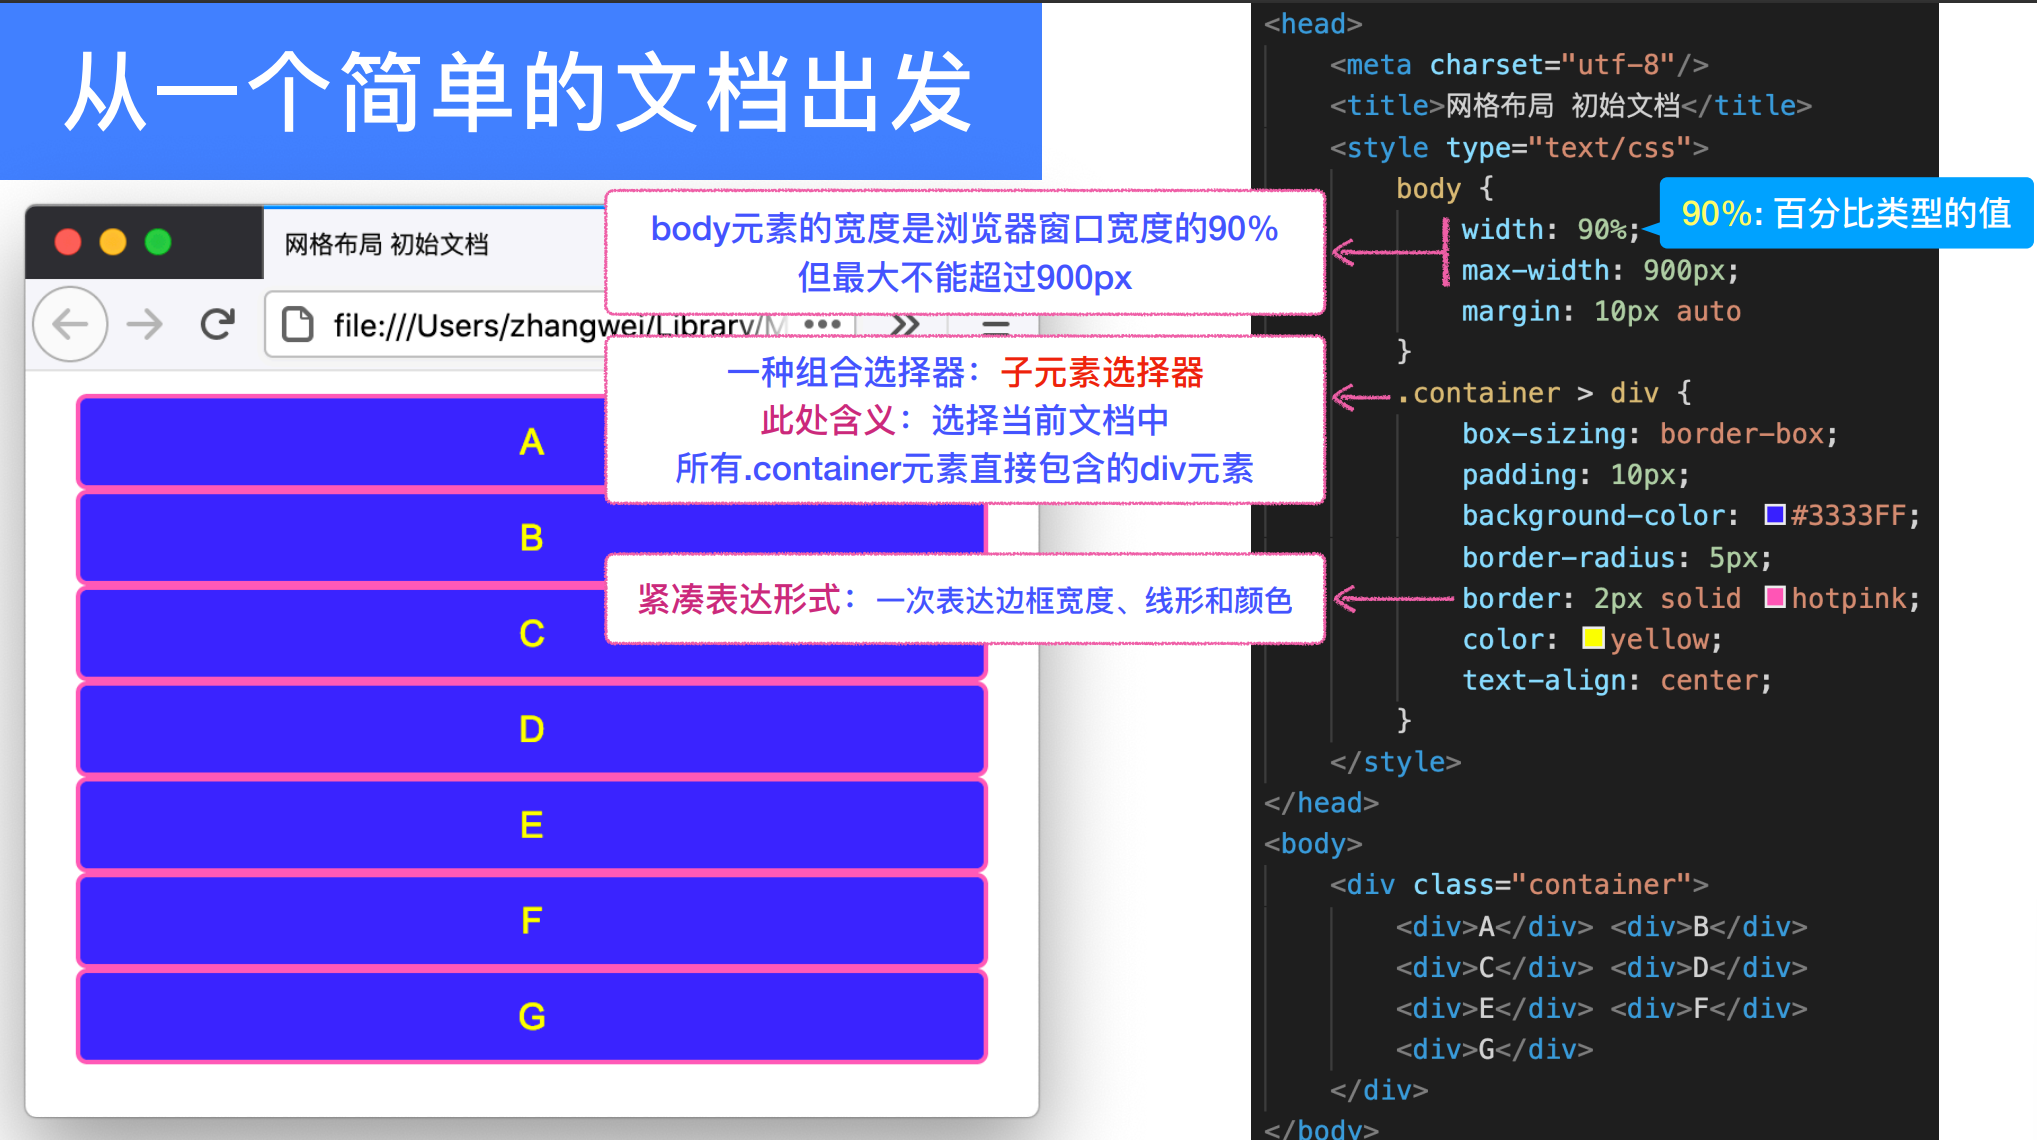 从一个简单的文档出发
网格布局 初始文档
file:///Users/zhangwei/Library/M
A
B
C
D
E
F
G
body元素的宽度是浏览器窗口宽度的90%
但最大不能超过900px
一种组合选择器：子元素选择器
此处含义：选择当前文档中
所有.container元素直接包含的div元素
紧凑表达形式：一次表达边框宽度、线形和颜色
<head>
<meta charset="utf-8"/>
<title>网格布局 初始文档</title>
<style type="text/css">
body {
width: 90%;
90%: 百分比类型的值
max-width: 900px;
margin: 10px auto
}
.container > div {
box-sizing: border-box;
padding: 10px;
background-color: #3333FF;
border-radius: 5px;
border: 2px solid hotpink;
color: yellow;
text-align: center;
}
</style>
</head>
<body>
<div class="container">
<div>A</div> <div>B</div>
<div>C</div> <div>D</div>
<div>E</div> <div>F</div>
<div>G</div>
</div>
</body>